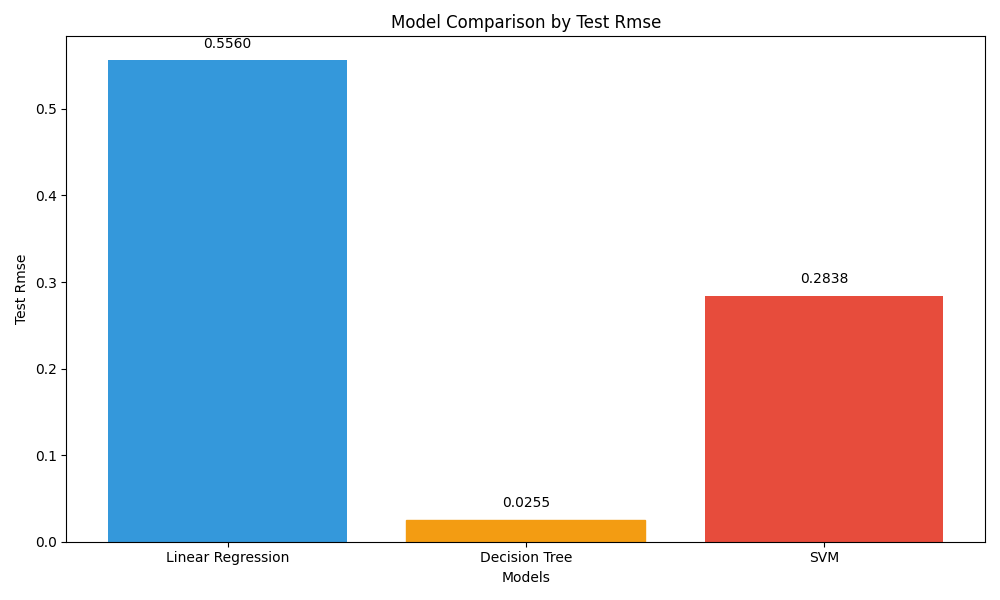 Model Comparison by Test Rmse
0.5560
0.0255
0.2838
Test Rmse
0.5
0.4
0.3
0.2
0.1
0.0
Linear Regression
Decision Tree
SVM
Models